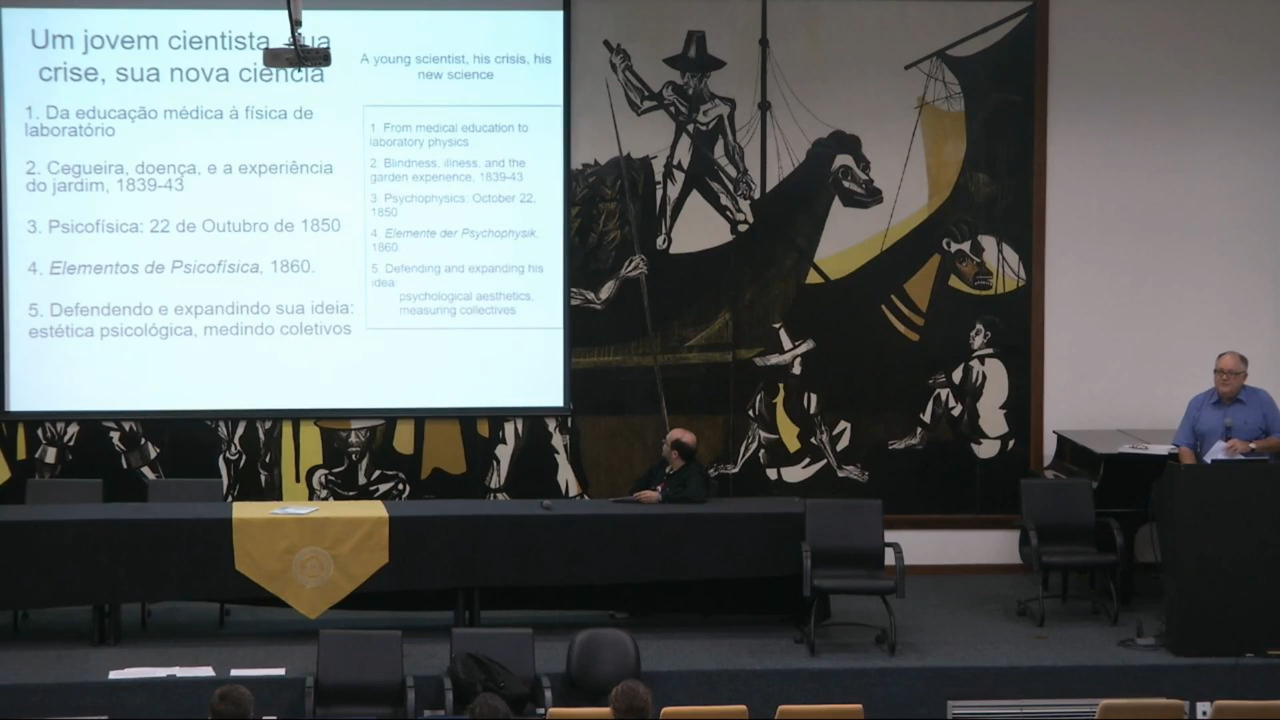 Um jovem cientista, sua
crise, sua nova ciência
1. Da educação médica à física de
laboratório
2. Cegueira, doença, e a experiência
do jardim, 1839-43
3. Psicofísica: 22 de Outubro de 1850
4. Elementos de Psicofísica, 1860.
5. Defendendo e expandindo sua ideia:
estética psicológica, medindo coletivos
A young scientist, his crisis, his
new science
1 From medical education to
laboratory physics
2. Blindness, illness, and the
garden experience, 1839-43
3 Psychophysics: October 22,
1850
4. Elemente der Psychophysik,
1860.
5. Defending and expanding his
idea:
psychological aesthetics,
measuring collectives